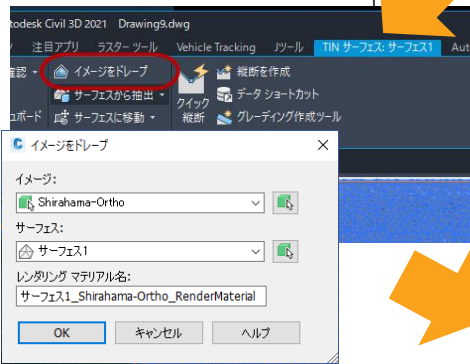 todesk Civil 3D 2021 Drawing9.dwg
注目アプリ ラスター ツール Vehicle Tracking Jツール TIN サーフェス: サーフェス1 Aut
確認 イメージをドレープ 縦断を作成
サーフェスから抽出 データ ショートカット
クイック
縦断
ボード サーフェスに移動 グレーディング作成ツール
イメージをドレープ
イメージ:
Shirahama-Ortho
サーフェス:
サーフェス1
レンダリング マテリアル名:
サーフェス1_Shirahama-Ortho_RenderMaterial
OK キャンセル ヘルプ